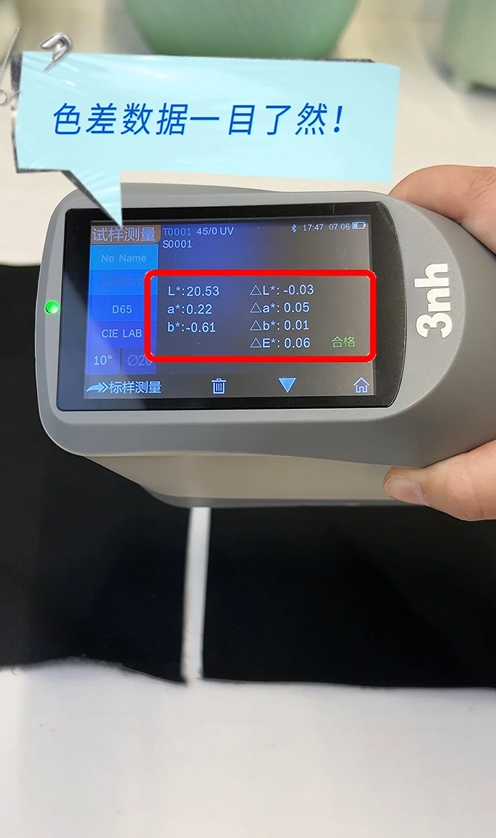 色差数据一目了然！
试样测量 T0001 45/0 UV 17:47 07.06
S0001
No Name
L*:20.53 △L*: -0.03
a*:0.22 △a*: 0.05
D65
b*:-0.61 △b*: 0.01
CIE LAB
△E*: 0.06 合格
10°
标样测量
3nh